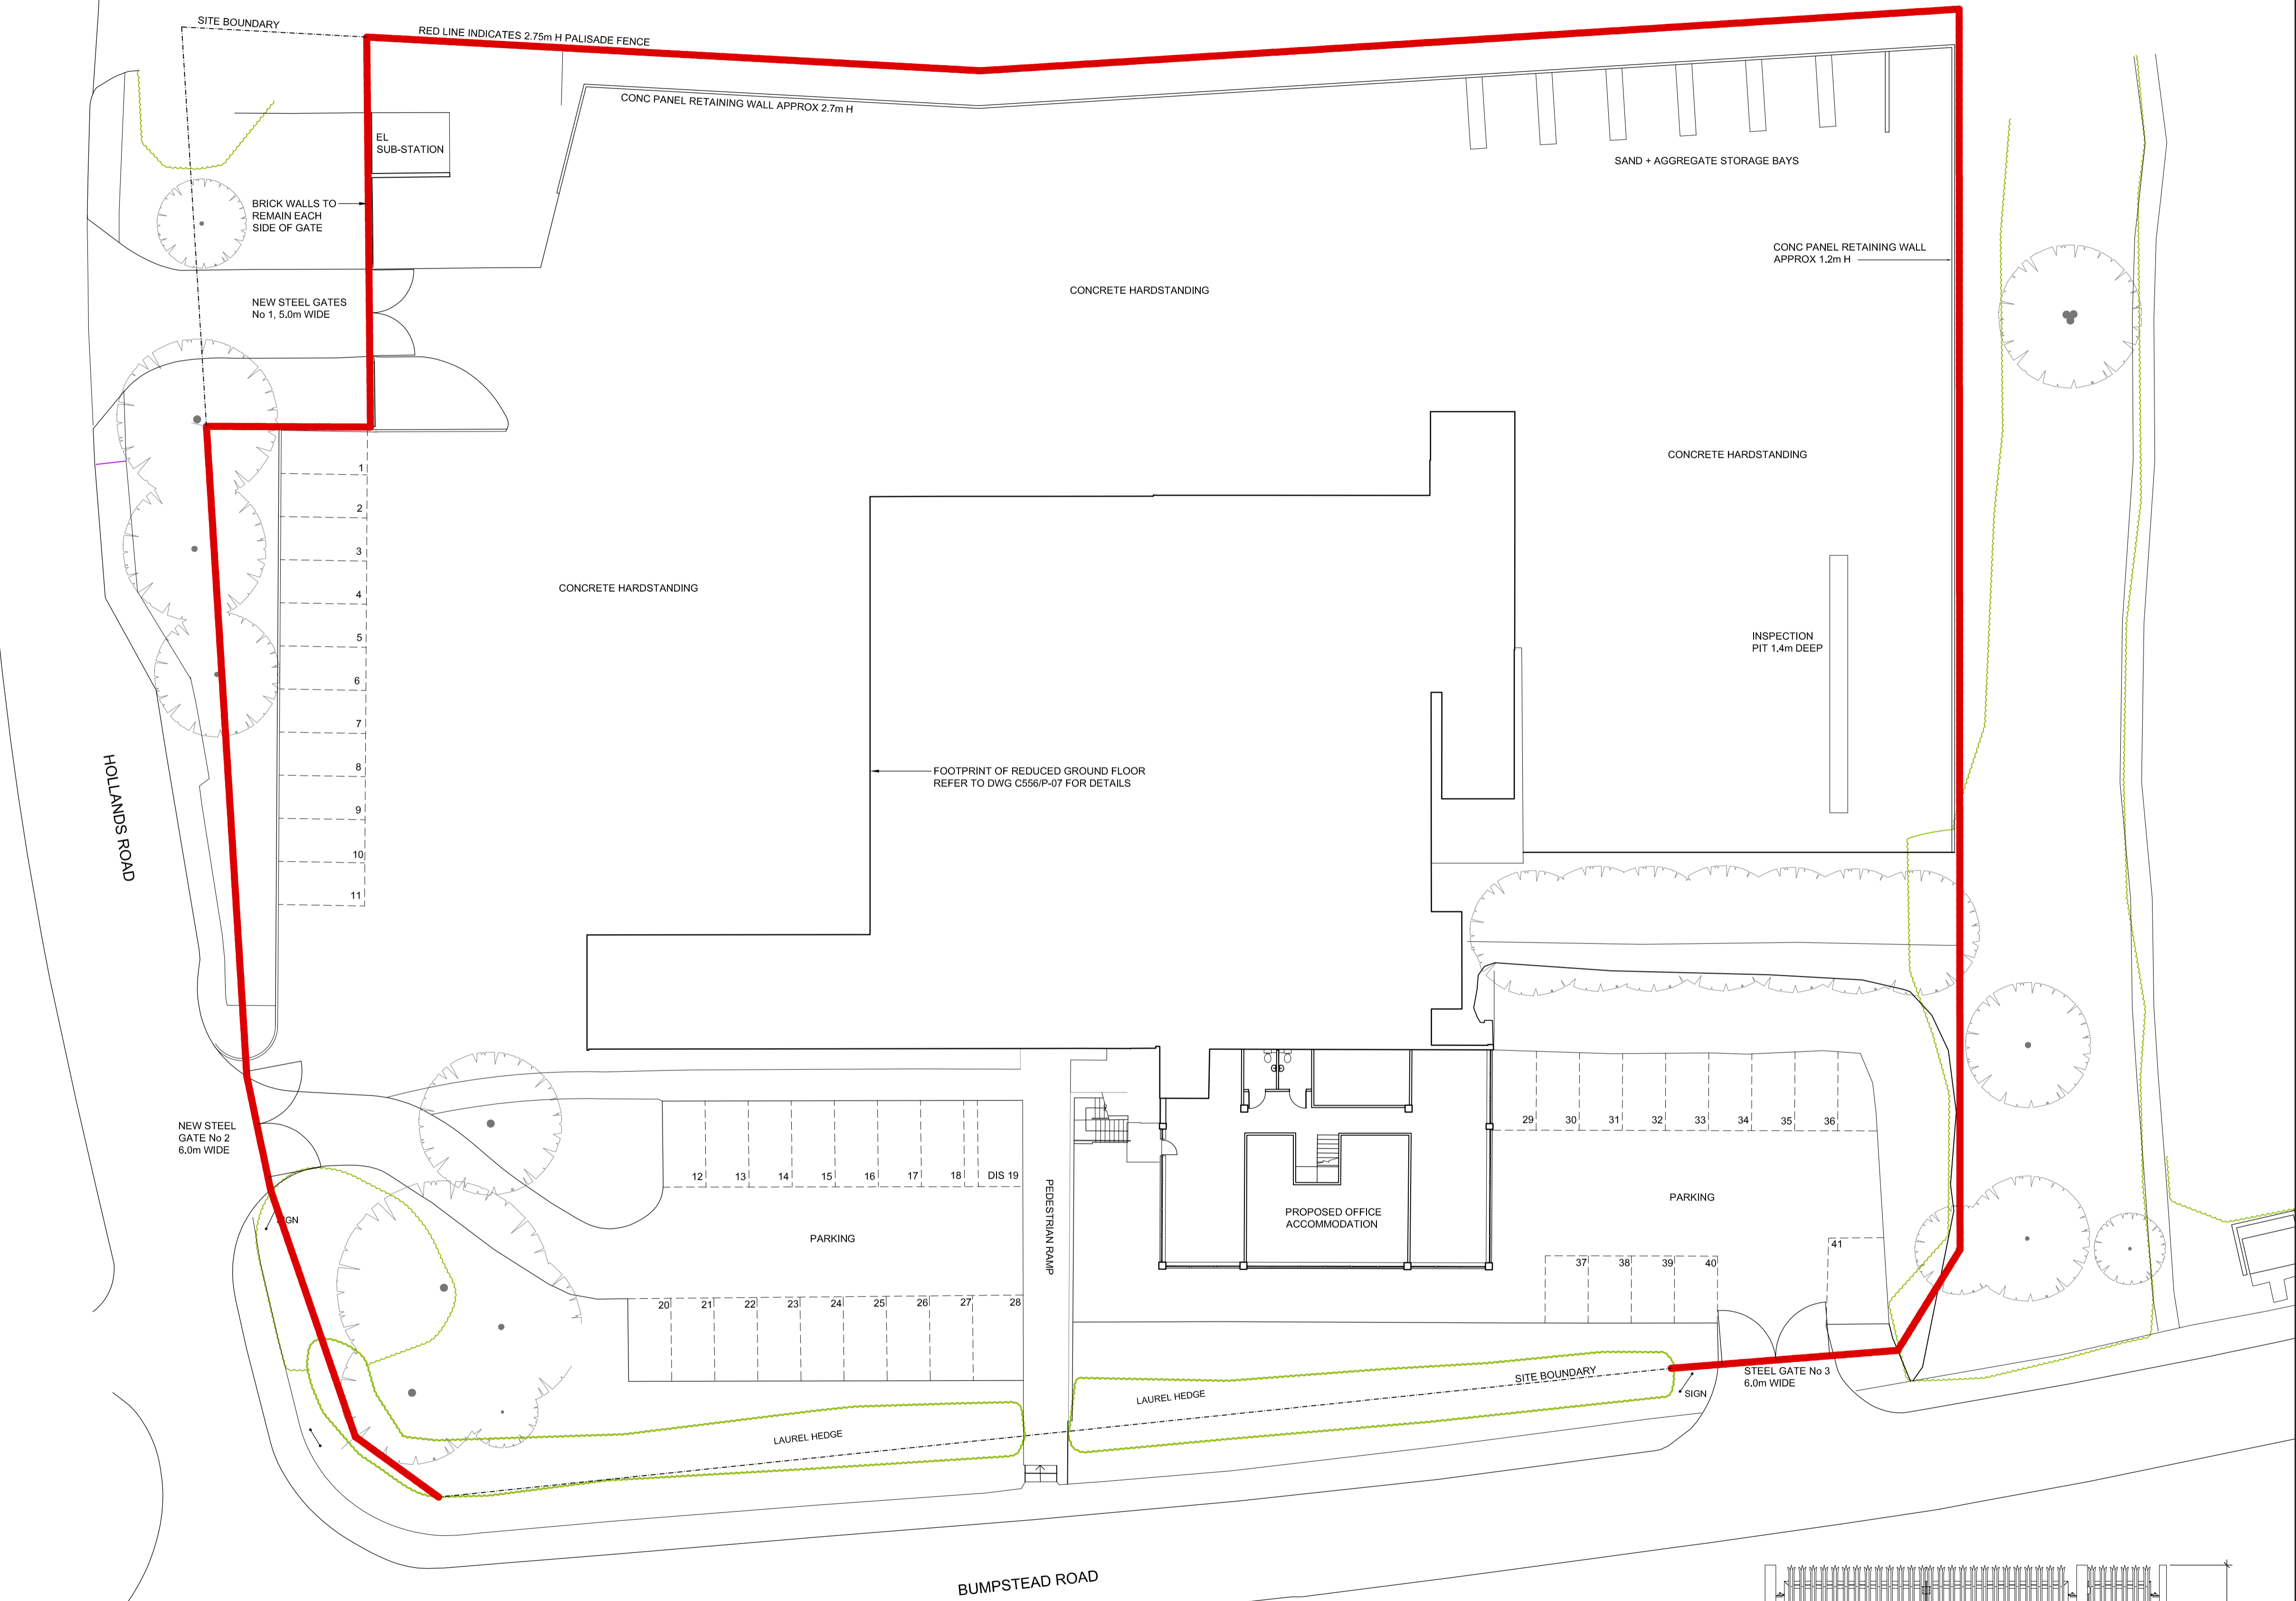 SITE BOUNDARY
RED LINE INDICATES 2.75m H PALISADE FENCE
CONC PANEL RETAINING WALL APPROX 2.7m H
EL
SUB-STATION
SAND + AGGREGATE STORAGE BAYS
BRICK WALLS TO
REMAIN EACH
SIDE OF GATE
CONC PANEL RETAINING WALL
APPROX 1.2m H
CONCRETE HARDSTANDING
NEW STEEL GATES
No 1, 5.0m WIDE
CONCRETE HARDSTANDING
1
2
3
4
5
6
7
8
9
10
11
CONCRETE HARDSTANDING
INSPECTION
PIT 1.4m DEEP
HOLLANDS ROAD
FOOTPRINT OF REDUCED GROUND FLOOR
REFER TO DWG C556/P-07 FOR DETAILS
NEW STEEL
GATE No 2
6.0m WIDE
SIGN
12
13
14
15
16
17
18
DIS 19
PARKING
20
21
22
23
24
25
26
27
28
PEDESTRIAN RAMP
PROPOSED OFFICE
ACCOMMODATION
29
30
31
32
33
34
35
36
PARKING
37
38
39
40
41
STEEL GATE No 3
6.0m WIDE
SIGN
SITE BOUNDARY
LAUREL HEDGE
LAUREL HEDGE
BUMPSTEAD ROAD